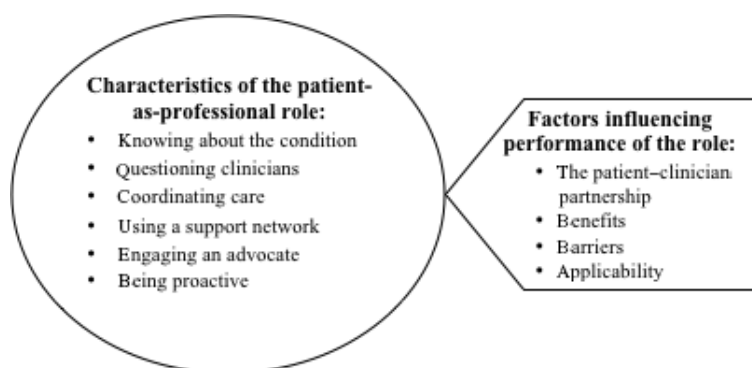 Characteristics of the patient-
as-professional role:
• Knowing about the condition
• Questioning clinicians
• Coordinating care
• Using a support network
• Engaging an advocate
• Being proactive
Factors influencing
performance of the role:
• The patient–clinician
partnership
• Benefits
• Barriers
• Applicability